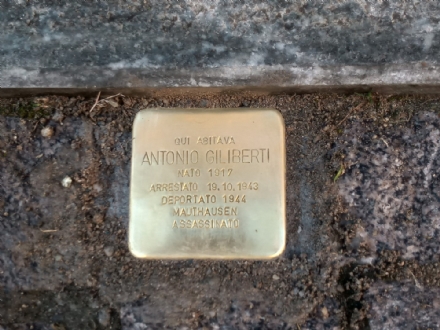 QUI ABITAVA
ANTONIO GILIBERTI
NATO 1917
ARRESTATO 19.10.1943
DEPORTATO 1944
MAUTHAUSEN
ASSASSINATO